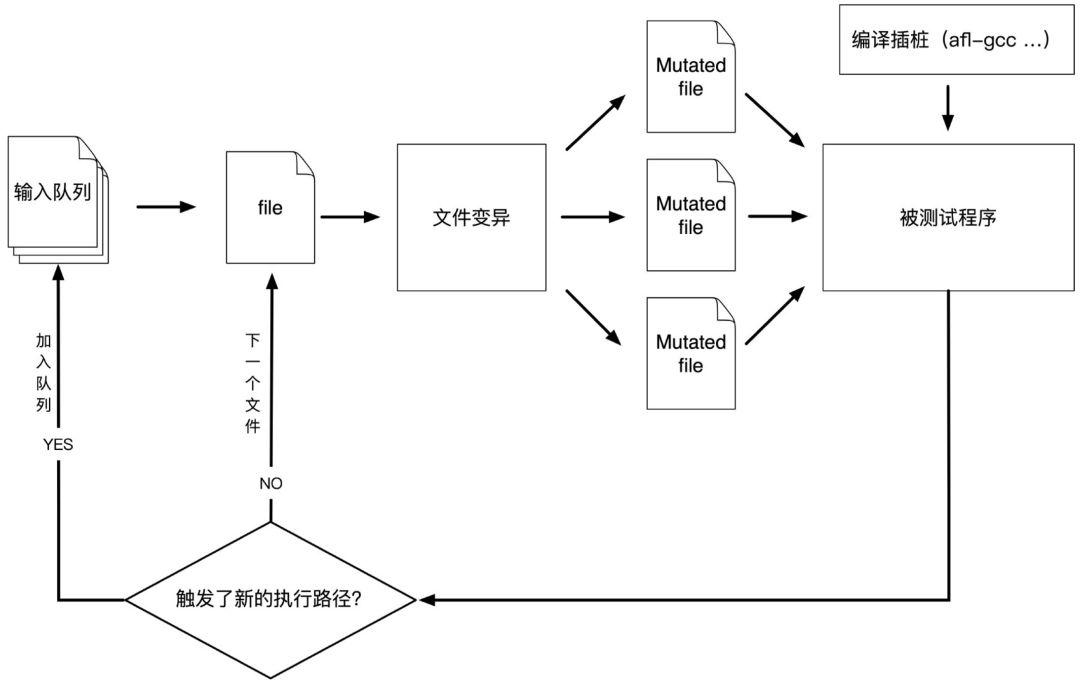 编译插桩（afl-gcc ...）
Mutated
file
输入队列
file
文件变异
Mutated
file
被测试程序
Mutated
file
加
入
队
列
YES
下
一
个
文
件
NO
触发了新的执行路径？